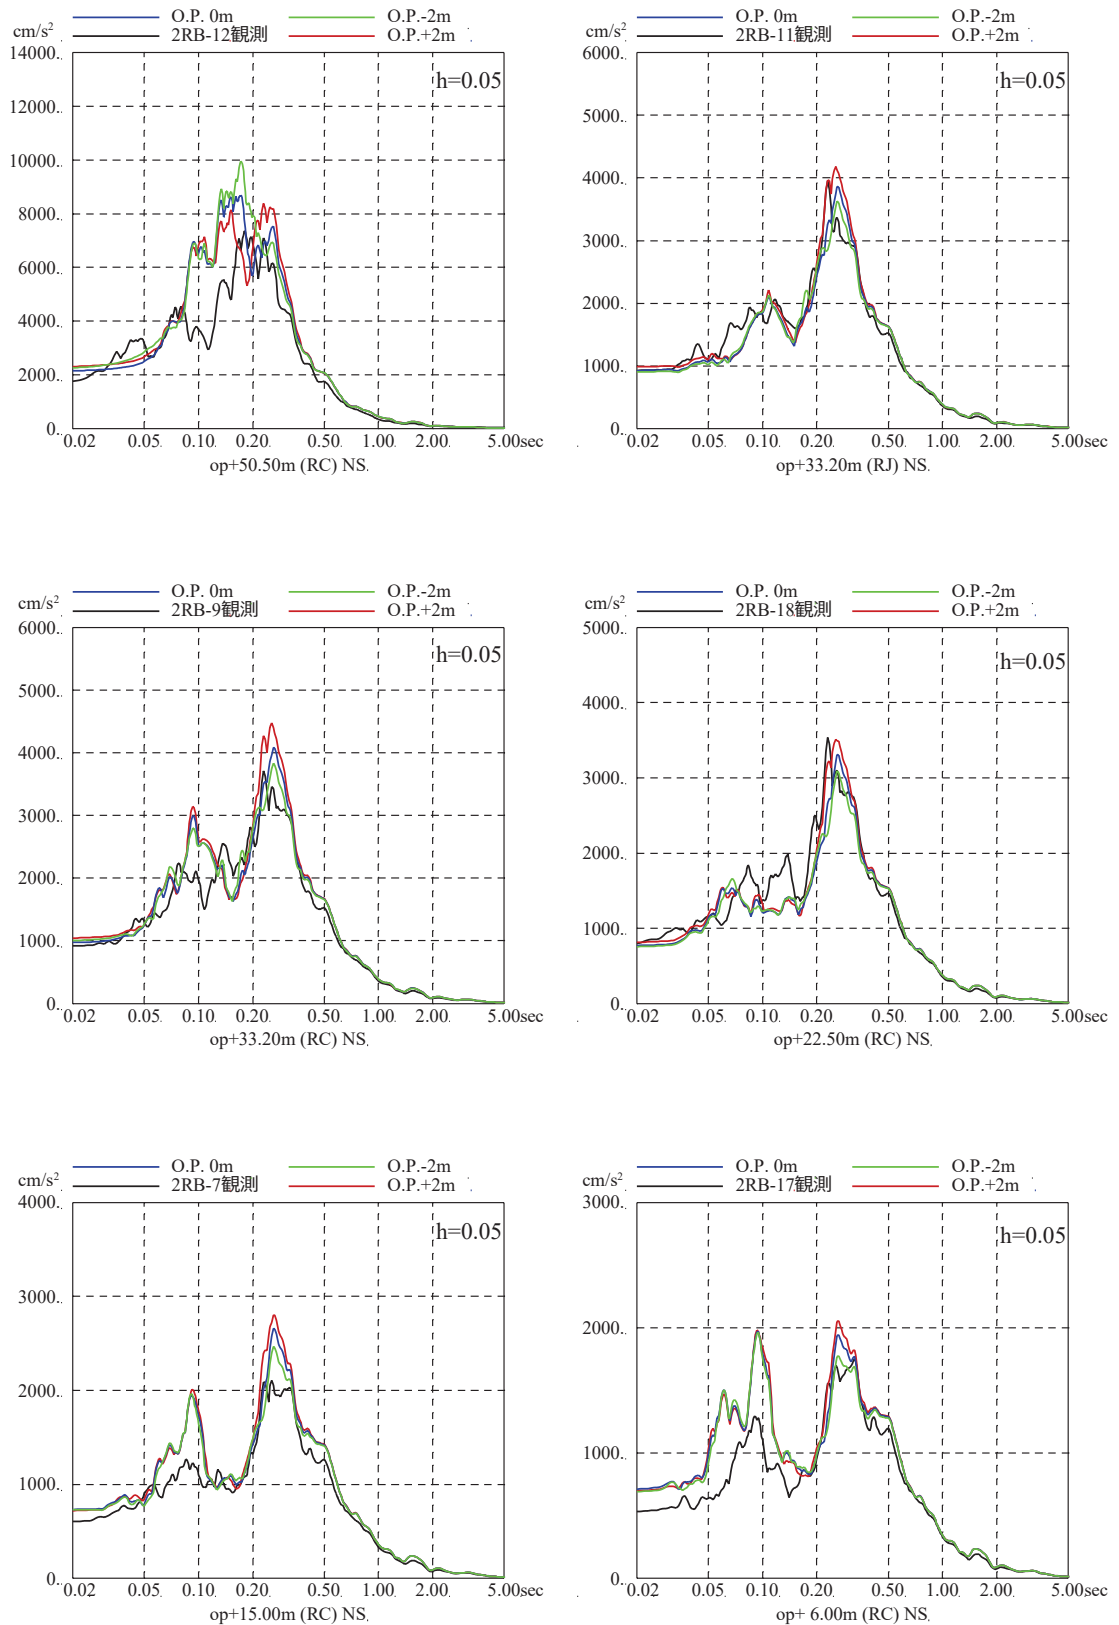 O.P. 0m O.P.-2m
cm/s² 2RB-12観測 O.P.+2m
14000.
h=0.05
12000.
10000.
8000.
6000.
4000.
2000.
0.
0.02 0.05 0.10 0.20 0.50 1.00 2.00 5.00sec
op+50.50m (RC) NS
O.P. 0m O.P.-2m
cm/s² 2RB-11観測 O.P.+2m
6000.
h=0.05
5000.
4000.
3000.
2000.
1000.
0.
0.02 0.05 0.10 0.20 0.50 1.00 2.00 5.00sec
op+33.20m (RJ) NS
O.P. 0m O.P.-2m
cm/s² 2RB-9観測 O.P.+2m
6000.
h=0.05
5000.
4000.
3000.
2000.
1000.
0.
0.02 0.05 0.10 0.20 0.50 1.00 2.00 5.00sec
op+33.20m (RC) NS
O.P. 0m O.P.-2m
cm/s² 2RB-18観測 O.P.+2m
5000.
h=0.05
4000.
3000.
2000.
1000.
0.
0.02 0.05 0.10 0.20 0.50 1.00 2.00 5.00sec
op+22.50m (RC) NS
O.P. 0m O.P.-2m
cm/s² 2RB-7観測 O.P.+2m
4000.
h=0.05
3000.
2000.
1000.
0.
0.02 0.05 0.10 0.20 0.50 1.00 2.00 5.00sec
op+15.00m (RC) NS
O.P. 0m O.P.-2m
cm/s² 2RB-17観測 O.P.+2m
3000.
h=0.05
2000.
1000.
0.
0.02 0.05 0.10 0.20 0.50 1.00 2.00 5.00sec
op+ 6.00m (RC) NS